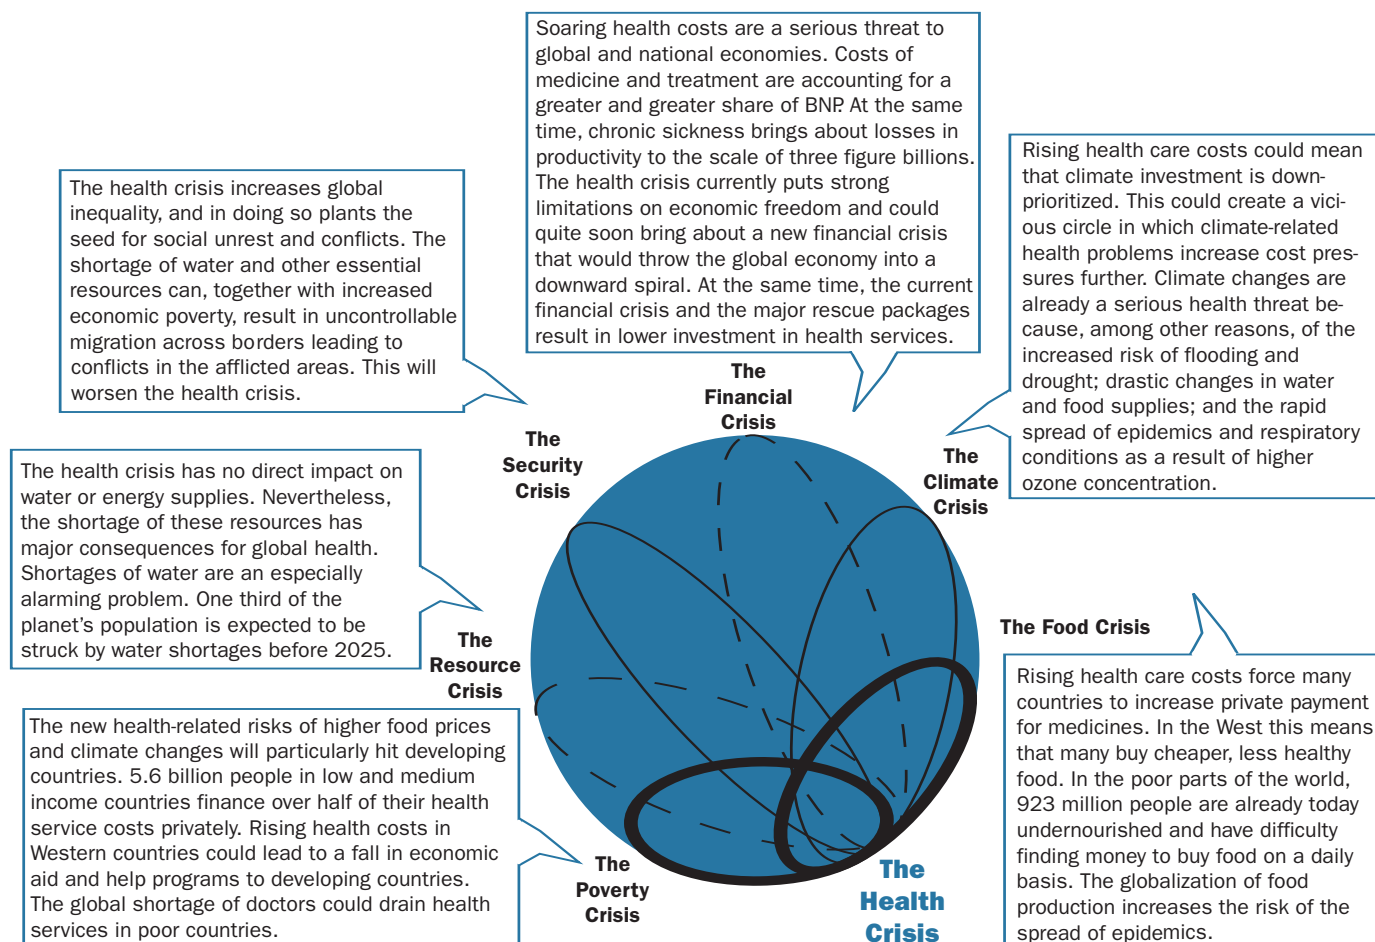 Soaring health costs are a serious threat to
global and national economies. Costs of
medicine and treatment are accounting for a
greater and greater share of BNP. At the same
time, chronic sickness brings about losses in
productivity to the scale of three figure billions.
The health crisis currently puts strong
limitations on economic freedom and could
quite soon bring about a new financial crisis
that would throw the global economy into a
downward spiral. At the same time, the current
financial crisis and the major rescue packages
result in lower investment in health services.
Rising health care costs could mean
that climate investment is down-
prioritized. This could create a vici-
ous circle in which climate-related
health problems increase cost pres-
sures further. Climate changes are
already a serious health threat be-
cause, among other reasons, of the
increased risk of flooding and
drought; drastic changes in water
and food supplies; and the rapid
spread of epidemics and respiratory
conditions as a result of higher
ozone concentration.
The health crisis increases global
inequality, and in doing so plants the
seed for social unrest and conflicts. The
shortage of water and other essential
resources can, together with increased
economic poverty, result in uncontrollable
migration across borders leading to
conflicts in the afflicted areas. This will
worsen the health crisis.
The
Financial
Crisis
The
Security
Crisis
The
Climate
Crisis
The health crisis has no direct impact on
water or energy supplies. Nevertheless,
the shortage of these resources has
major consequences for global health.
Shortages of water are an especially
alarming problem. One third of the
planet's population is expected to be
struck by water shortages before 2025.
The
Resource
Crisis
The Food Crisis
Rising health care costs force many
countries to increase private payment
for medicines. In the West this means
that many buy cheaper, less healthy
food. In the poor parts of the world,
923 million people are already today
undernourished and have difficulty
finding money to buy food on a daily
basis. The globalization of food
production increases the risk of the
spread of epidemics.
The new health-related risks of higher food prices
and climate changes will particularly hit developing
countries. 5.6 billion people in low and medium
income countries finance over half of their health
service costs privately. Rising health costs in
Western countries could lead to a fall in economic
aid and help programs to developing countries.
The global shortage of doctors could drain health
services in poor countries.
The
Poverty
Crisis
The
Health
Crisis